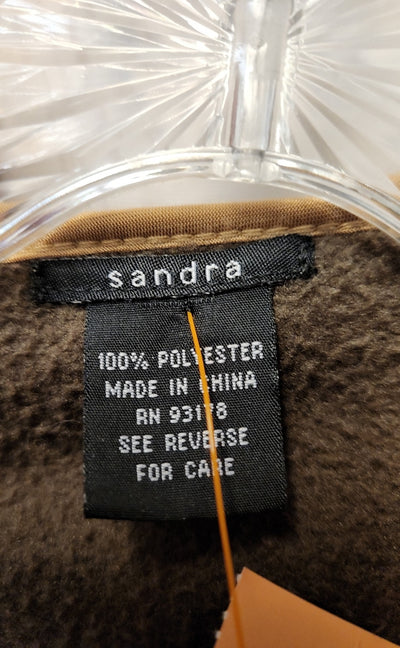 sandra
100% POLYESTER
MADE IN CHINA
RN 93178
SEE REVERSE
FOR CARE